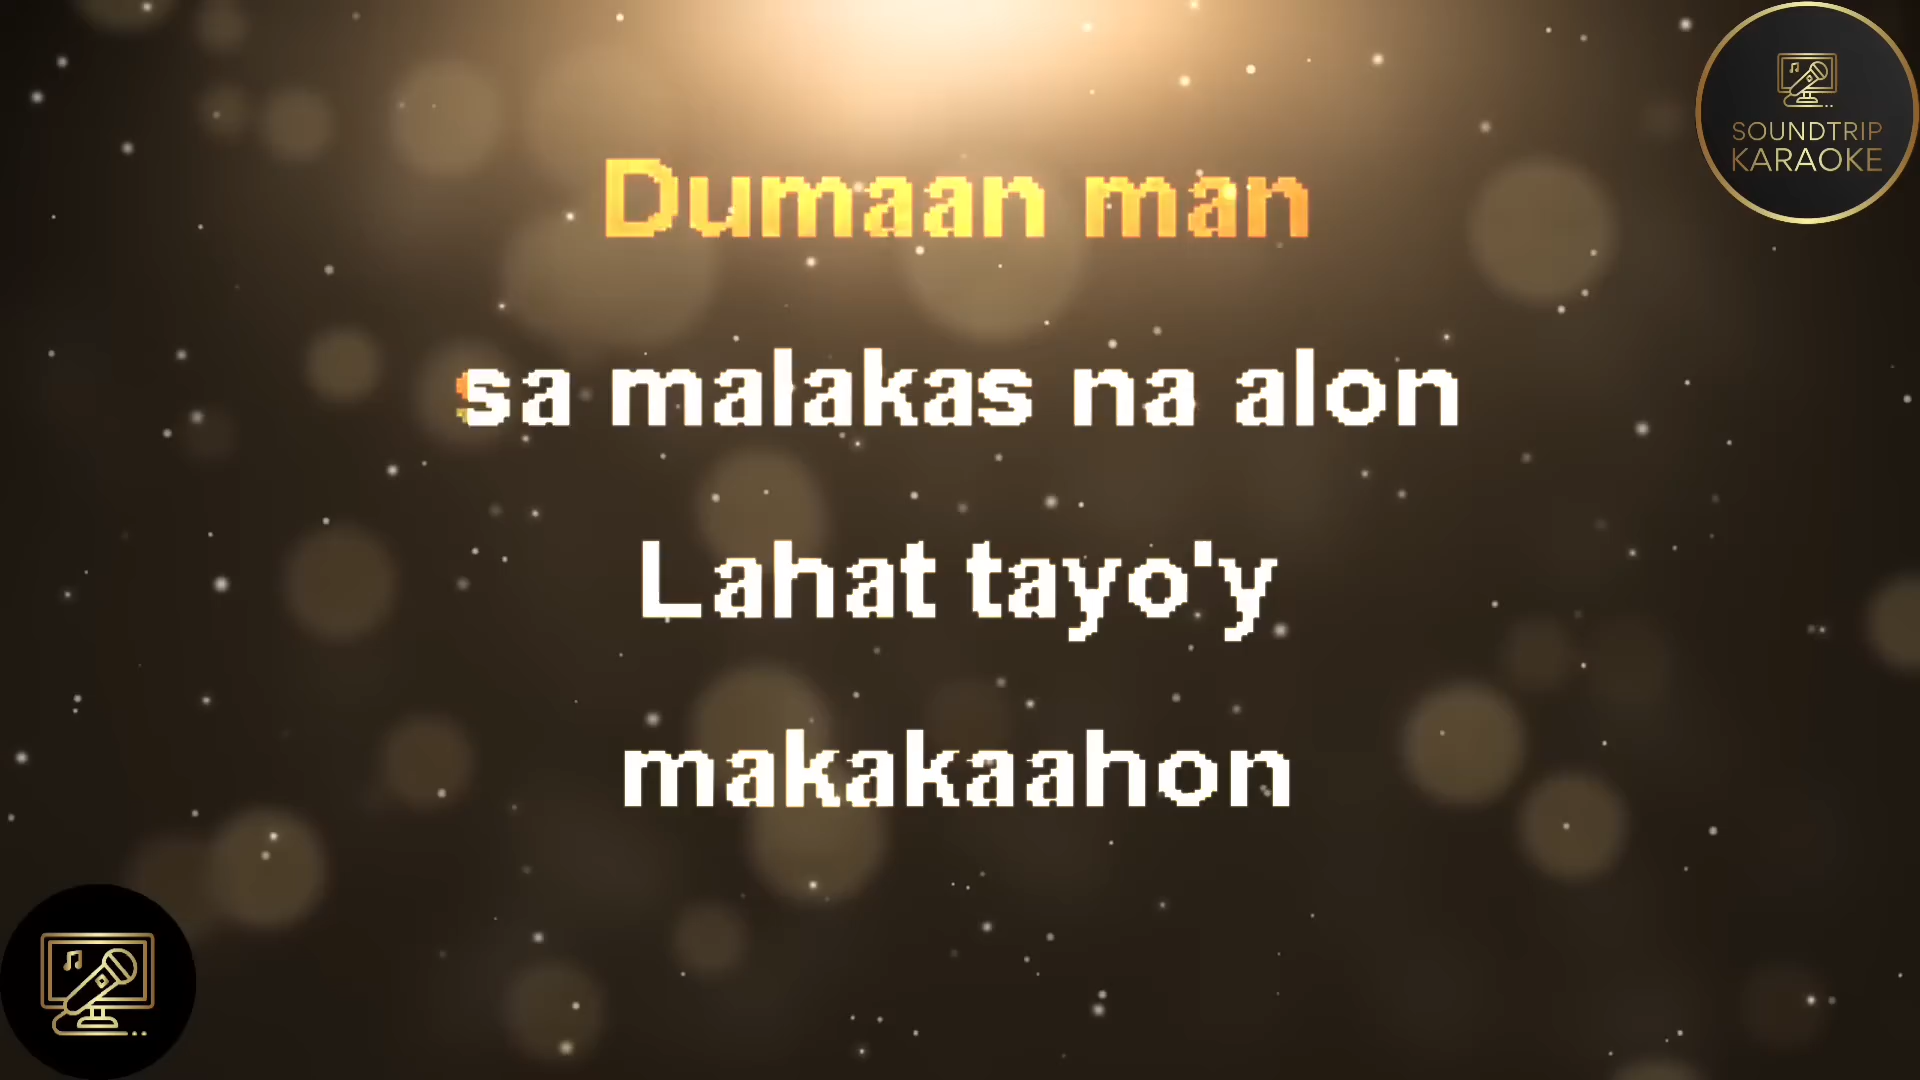 SOUNDTRIP
KARAOKE
Dumaan man
sa malakas na alon
Lahat tayo'y
makakaahon